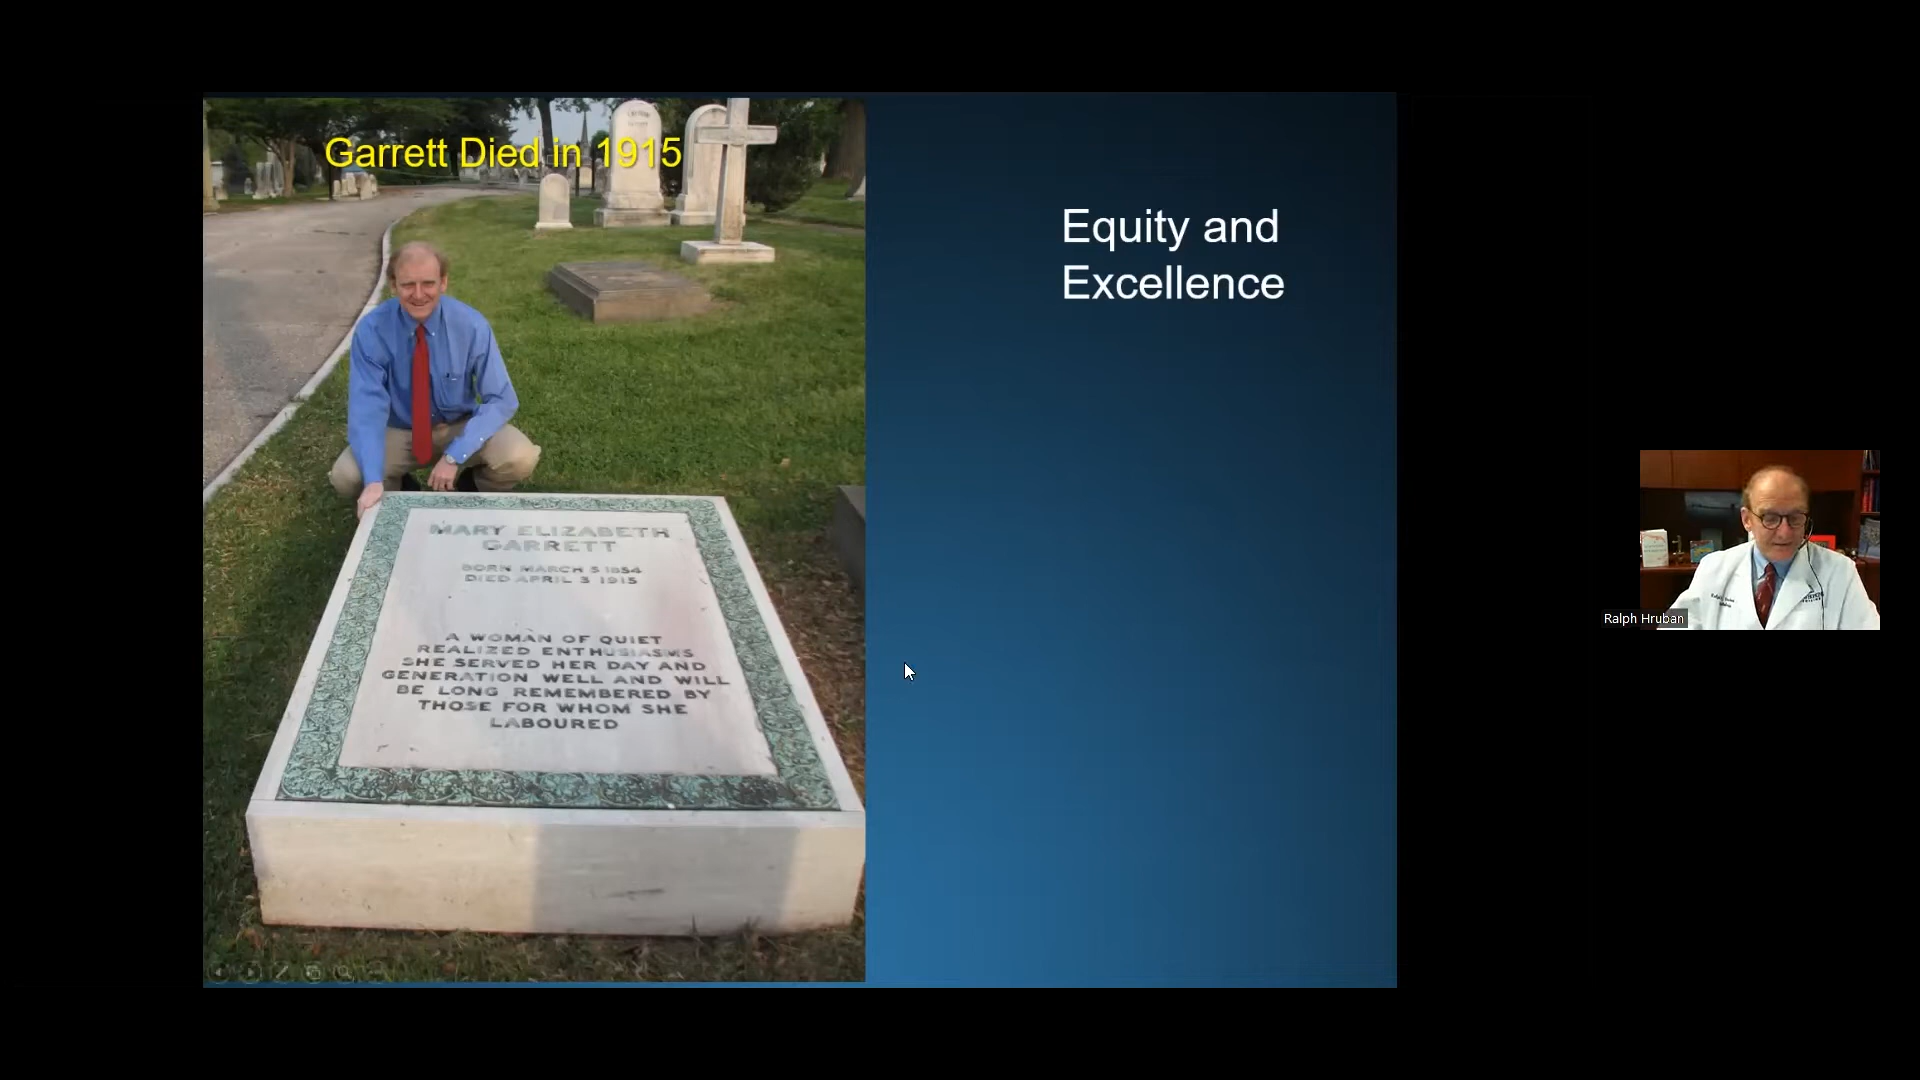 Garrett Died in 1915
Equity and
Excellence
MARY ELIZABETH
GARRETT
BORN MARCH 5 1854
DIED APRIL 3 1915
A WOMAN OF QUIET
REALIZED ENTHUSIASMS
SHE SERVED HER DAY AND
GENERATION WELL AND WILL
BE LONG REMEMBERED BY
THOSE FOR WHOM SHE
LABOURED
Ralph Hruban